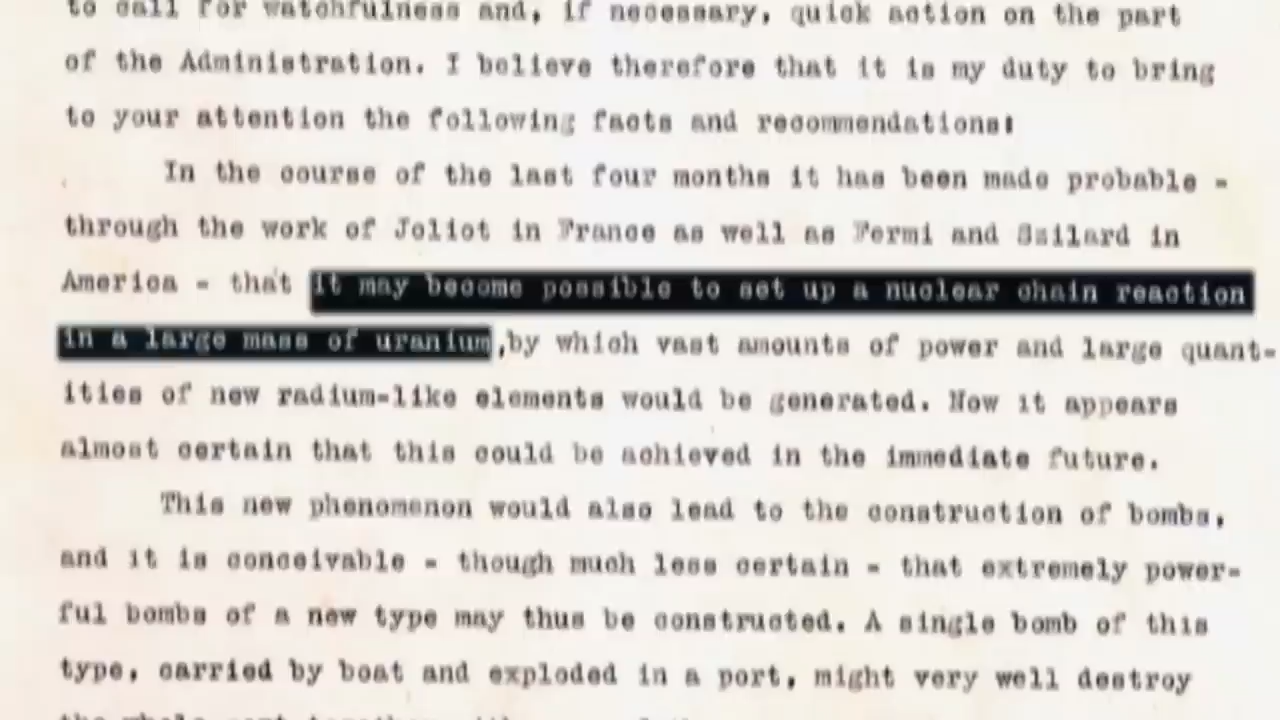 to call for watchfulness and, if necessary, quick action on the part
of the Administration. I believe therefore that it is my duty to bring
to your attention the following facts and recommendations:
In the course of the last four months it has been made probable -
through the work of Joliot in France as well as Fermi and Szilard in
America - that it may become possible to set up a nuclear chain reaction
in a large mass of uranium,by which vast amounts of power and large quant-
ities of new radium-like elements would be generated. Now it appears
almost certain that this could be achieved in the immediate future.
This new phenomenon would also lead to the construction of bombs,
and it is conceivable - though much less certain - that extremely power-
ful bombs of a new type may thus be constructed. A single bomb of this
type, carried by boat and exploded in a port, might very well destroy
the whole port together